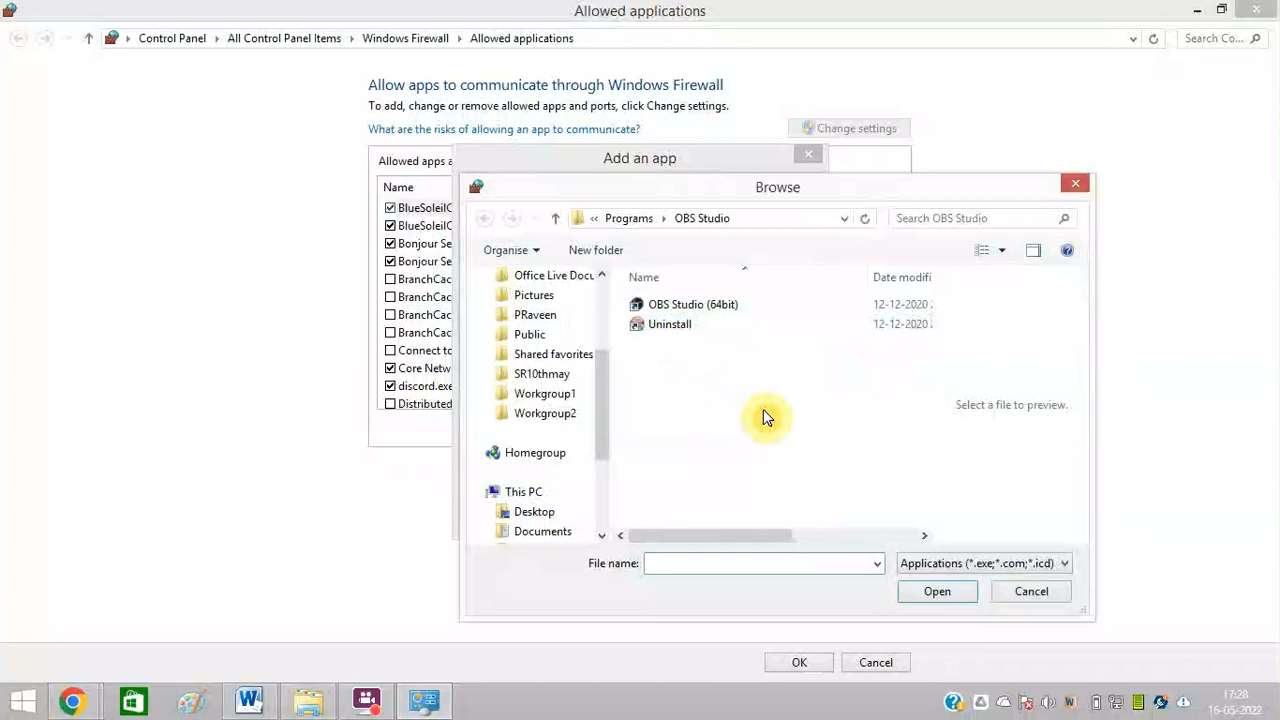 Allowed applications
Control Panel
All Control Panel Items
Windows Firewall
Allowed applications
Search Co...
Allow apps to communicate through Windows Firewall
To add, change or remove allowed apps and ports, click Change settings.
What are the risks of allowing an app to communicate?
Change settings
Allowed apps a
Add an app
Name
BlueSoleilC
BlueSoleilC
Bonjour Se
Bonjour Se
BranchCac
BranchCac
BranchCac
BranchCac
Connect to
Core Netw
discord.exe
Distributed
Browse
Programs
OBS Studio
Search OBS Studio
Organise
New folder
Office Live Docu
Pictures
PRaveen
Public
Shared favorites
SR10thmay
Workgroup1
Workgroup2
Homegroup
This PC
Desktop
Documents
Name
Date modifi
OBS Studio (64bit)
12-12-2020
Uninstall
12-12-2020
Select a file to preview.
File name:
Applications (*.exe;*.com;*.icd)
Open
Cancel
OK
Cancel
17:28
16-05-2022